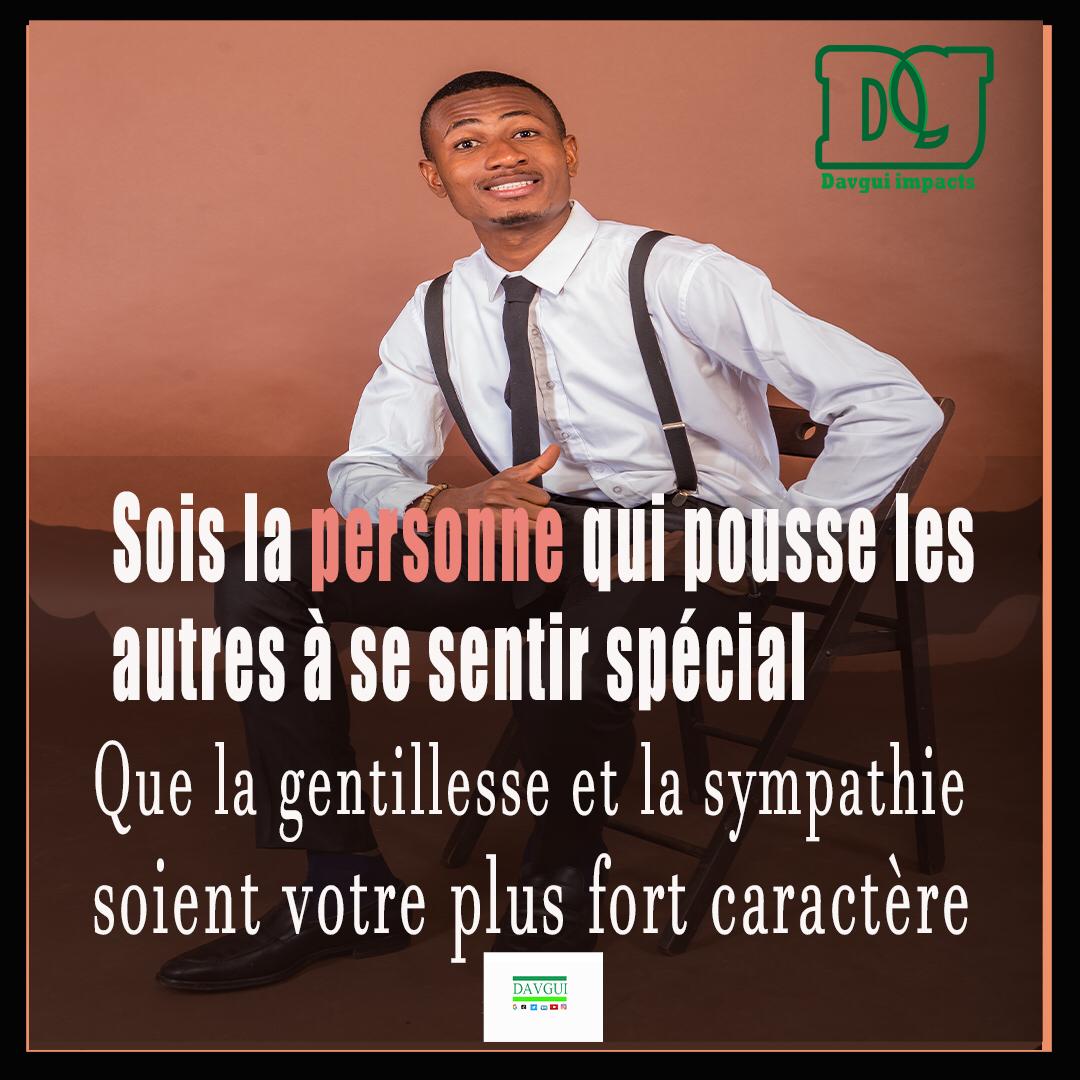 DG
Davgui impacts
Sois la personne qui pousse les
autres à se sentir spécial
Que la gentillesse et la sympathie
soient votre plus fort caractère
DAVGUI